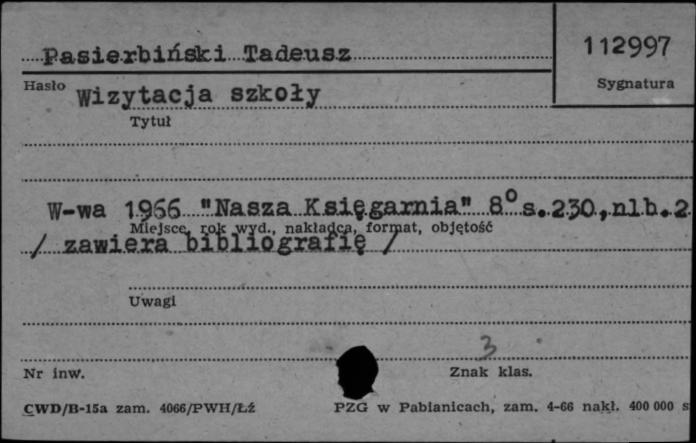 Pasierbiński Tadeusz
112997
Hasło
Sygnatura
Wizytacja szkoły
Tytuł
W-wa 1966 "Nasza Księgarnia" 8° s.230,nlb.2
Miejsce, rok wyd., nakładca, format, objętość
/ zawiera bibliografię /
Uwagi
3
Nr inw.
Znak klas.
CWD/B-15a zam. 4066/PWH/Łź
PZG w Pabianicach, zam. 4-66 nakł. 400 000 s